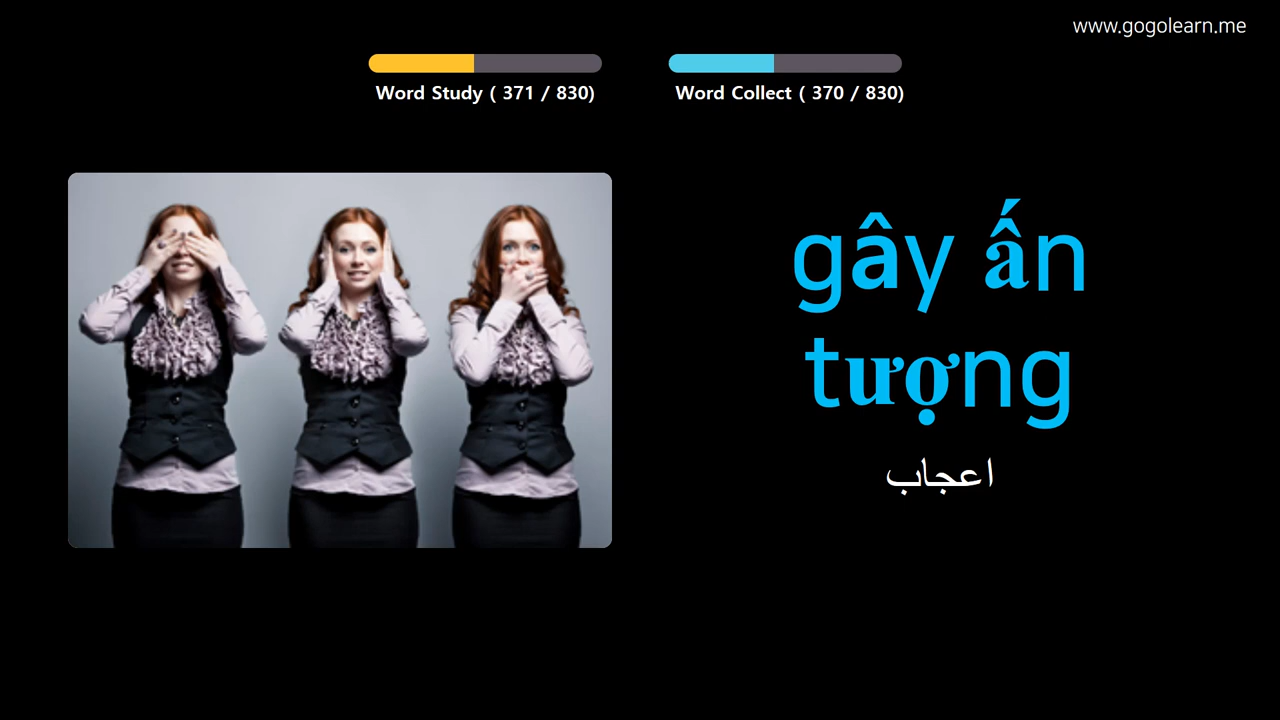 www.gogolearn.me
Word Study ( 371 / 830)
Word Collect ( 370 / 830)
gây ấn
tượng
اعجاب